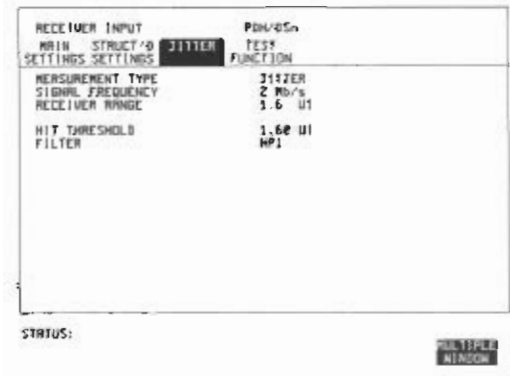 RECEIVER INPUT PDH/DSn
MAIN STRUCT'D JITTER TEST
SETTINGS SETTINGS FUNCTION
MEASUREMENT TYPE JITTER
SIGNAL FREQUENCY 2 Mb/s
RECEIVER RANGE 1.6 UI
HIT THRESHOLD 1.60 UI
FILTER HP1
STATUS:
MULTIPLE
WINDOW